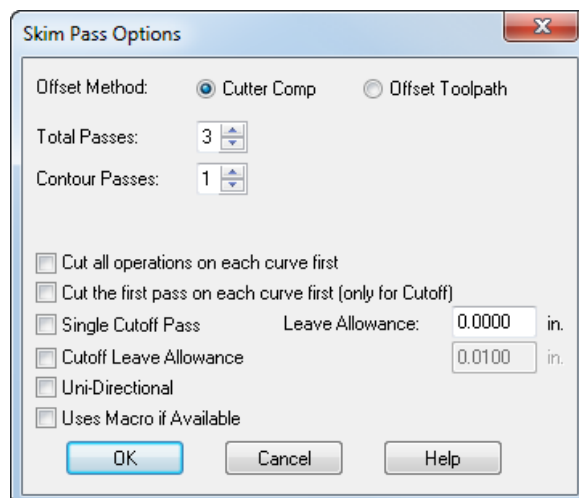 Skim Pass Options
Offset Method: Cutter Comp Offset Toolpath
Total Passes: 3
Contour Passes: 1
Cut all operations on each curve first
Cut the first pass on each curve first (only for Cutoff)
Single Cutoff Pass Leave Allowance: 0.0000 in.
Cutoff Leave Allowance 0.0100 in.
Uni-Directional
Uses Macro if Available
OK Cancel Help